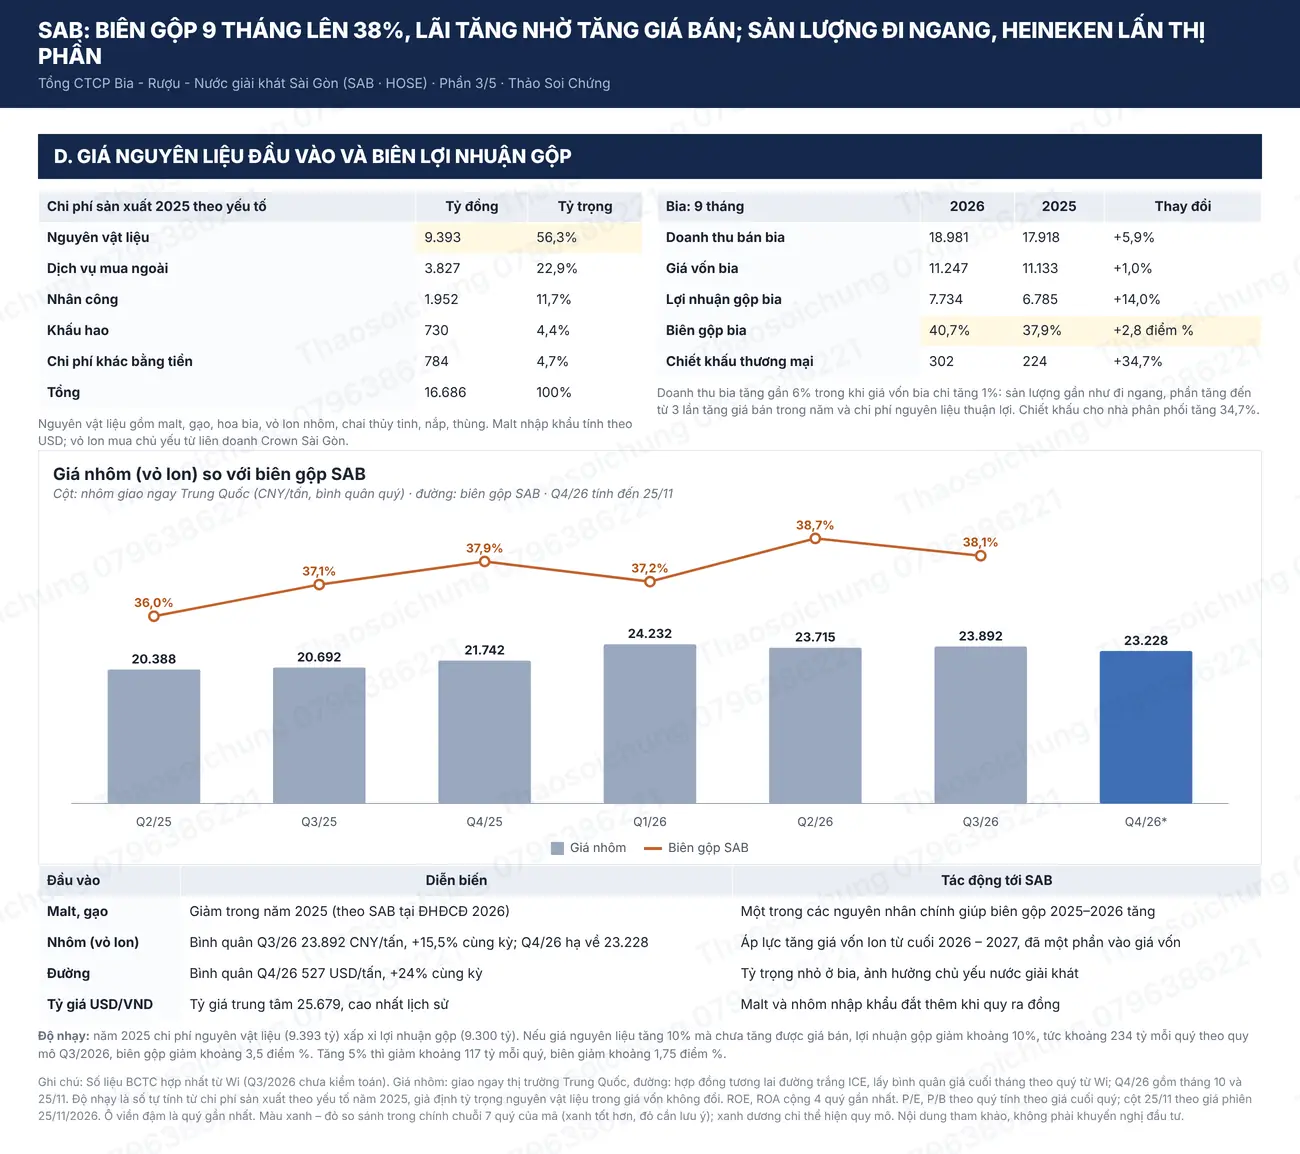 SAB: BIÊN GỘP 9 THÁNG LÊN 38%, LÃI TĂNG NHỜ TĂNG GIÁ BÁN; SẢN LƯỢNG ĐI NGANG, HEINEKEN LẤN THỊ
PHẦN
Tổng CTCP Bia - Rượu - Nước giải khát Sài Gòn (SAB · HOSE) · Phần 3/5 · Thảo Soi Chứng
D. GIÁ NGUYÊN LIỆU ĐẦU VÀO VÀ BIÊN LỢI NHUẬN GỘP
Chi phí sản xuất 2025 theo yếu tố Tỷ đồng Tỷ trọng
Nguyên vật liệu 9.393 56,3%
Dịch vụ mua ngoài 3.827 22,9%
Nhân công 1.952 11,7%
Khấu hao 730 4,4%
Chi phí khác bằng tiền 784 4,7%
Tổng 16.686 100%
Nguyên vật liệu gồm malt, gạo, hoa bia, vỏ lon nhôm, chai thủy tinh, nắp, thùng. Malt nhập khẩu tính theo
USD; vỏ lon mua chủ yếu từ liên doanh Crown Sài Gòn.
Bia: 9 tháng 2026 2025 Thay đổi
Doanh thu bán bia 18.981 17.918 +5,9%
Giá vốn bia 11.247 11.133 +1,0%
Lợi nhuận gộp bia 7.734 6.785 +14,0%
Biên gộp bia 40,7% 37,9% +2,8 điểm %
Chiết khấu thương mại 302 224 +34,7%
Doanh thu bia tăng gần 6% trong khi giá vốn bia chỉ tăng 1%: sản lượng gần như đi ngang, phần tăng đến
từ 3 lần tăng giá bán trong năm và chi phí nguyên liệu thuận lợi. Chiết khấu cho nhà phân phối tăng 34,7%.
Giá nhôm (vỏ lon) so với biên gộp SAB
Cột: nhôm giao ngay Trung Quốc (CNY/tấn, bình quân quý) · đường: biên gộp SAB · Q4/26 tính đến 25/11
36,0% 37,1% 37,9% 37,2% 38,7% 38,1%
20.388 20.692 21.742 24.232 23.715 23.892 23.228
Q2/25 Q3/25 Q4/25 Q1/26 Q2/26 Q3/26 Q4/26*
Giá nhôm Biên gộp SAB
Đầu vào Diễn biến Tác động tới SAB
Malt, gạo Giảm trong năm 2025 (theo SAB tại ĐHĐCĐ 2026) Một trong các nguyên nhân chính giúp biên gộp 2025–2026 tăng
Nhôm (vỏ lon) Bình quân Q3/26 23.892 CNY/tấn, +15,5% cùng kỳ; Q4/26 hạ về 23.228 Áp lực tăng giá vốn lon từ cuối 2026 – 2027, đã một phần vào giá vốn
Đường Bình quân Q4/26 527 USD/tấn, +24% cùng kỳ Tỷ trọng nhỏ ở bia, ảnh hưởng chủ yếu nước giải khát
Tỷ giá USD/VND Tỷ giá trung tâm 25.679, cao nhất lịch sử Malt và nhôm nhập khẩu đắt thêm khi quy ra đồng
Độ nhạy: năm 2025 chi phí nguyên vật liệu (9.393 tỷ) xấp xỉ lợi nhuận gộp (9.300 tỷ). Nếu giá nguyên liệu tăng 10% mà chưa tăng được giá bán, lợi nhuận gộp giảm khoảng 10%, tức khoảng 234 tỷ mỗi quý theo quy
mô Q3/2026, biên gộp giảm khoảng 3,5 điểm %. Tăng 5% thì giảm khoảng 117 tỷ mỗi quý, biên giảm khoảng 1,75 điểm %.
Ghi chú: Số liệu BCTC hợp nhất từ Wi (Q3/2026 chưa kiểm toán). Giá nhôm: giao ngay thị trường Trung Quốc, đường: hợp đồng tương lai đường trắng ICE, lấy bình quân giá cuối tháng theo quý từ Wi; Q4/26 gồm tháng 10 và
25/11. Độ nhạy là số tự tính từ chi phí sản xuất theo yếu tố năm 2025, giả định tỷ trọng nguyên vật liệu trong giá vốn không đổi. ROE, ROA cộng 4 quý gần nhất. P/E, P/B theo quý tính theo giá cuối quý; cột 25/11 theo giá phiên
25/11/2026. Ô viền đậm là quý gần nhất. Màu xanh – đỏ so sánh trong chính chuỗi 7 quý của mã (xanh tốt hơn, đỏ cần lưu ý); xanh dương chỉ thể hiện quy mô. Nội dung tham khảo, không phải khuyến nghị đầu tư.
Thaosoichung 0796386221